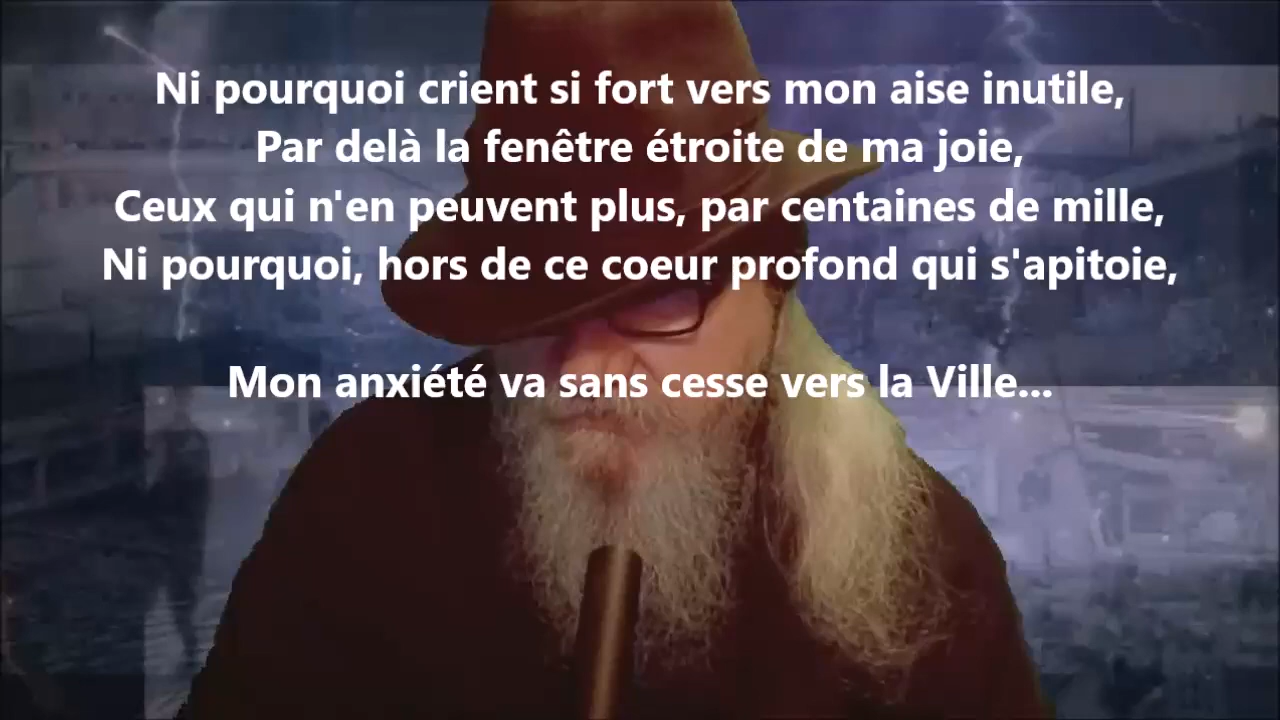 Ni pourquoi crient si fort vers mon aise inutile,
Par delà la fenêtre étroite de ma joie,
Ceux qui n'en peuvent plus, par centaines de mille,
Ni pourquoi, hors de ce coeur profond qui s'apitoie,
Mon anxiété va sans cesse vers la Ville...